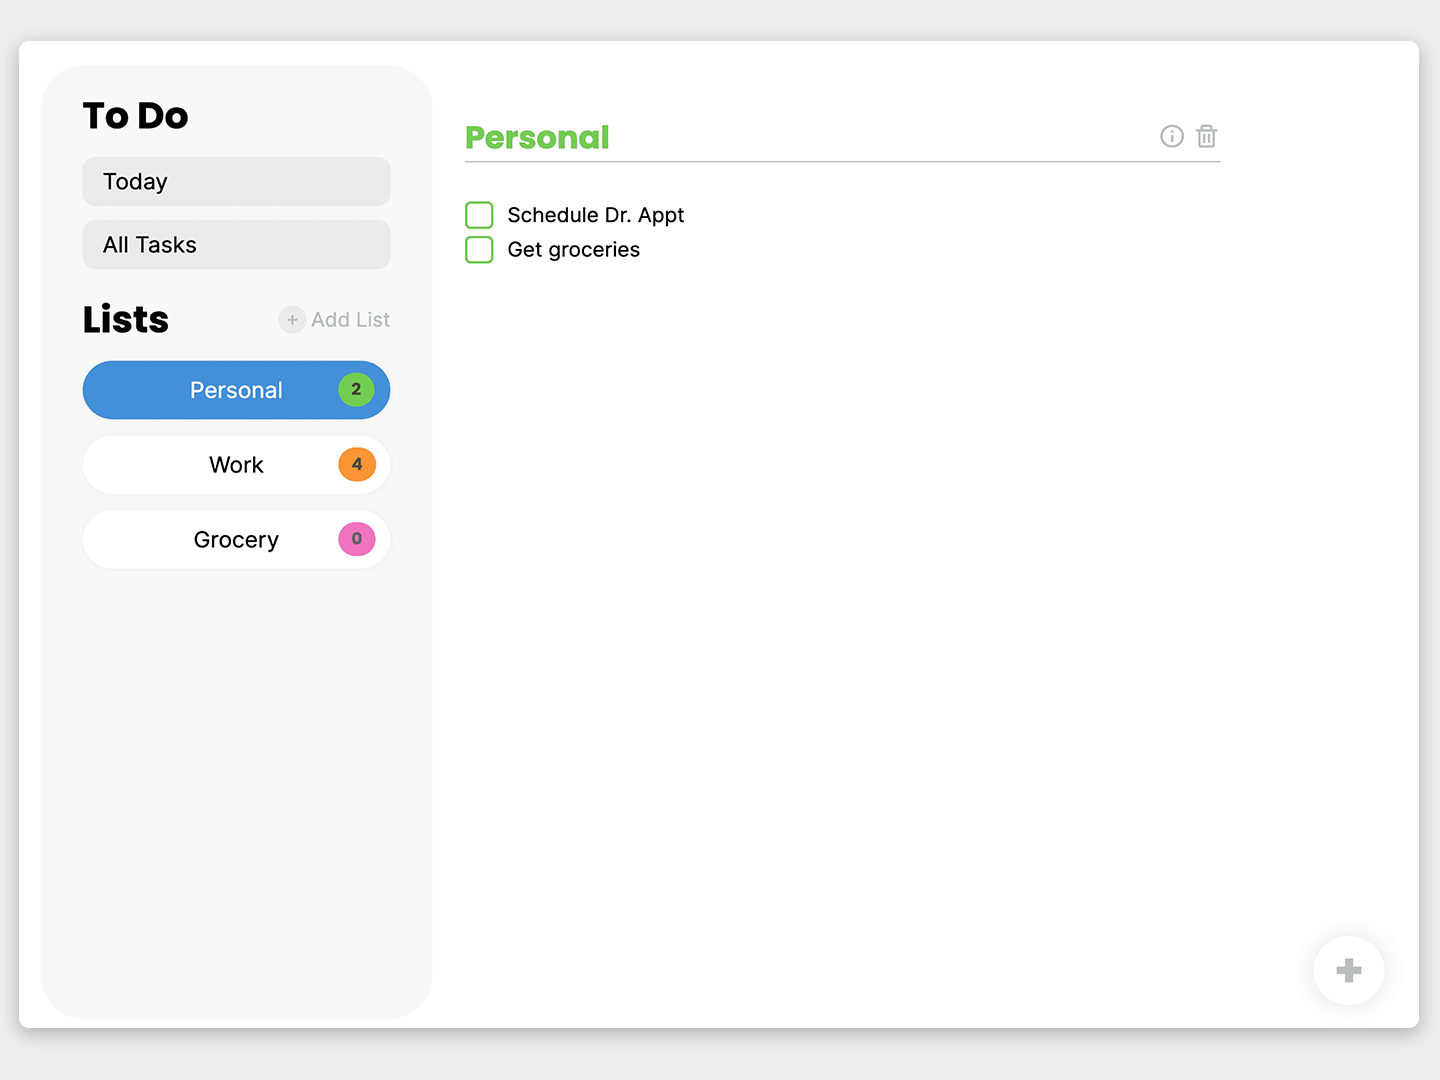 To Do
Today
All Tasks
Lists
+ Add List
Personal 2
Work 4
Grocery 0
Personal
Schedule Dr. Appt
Get groceries